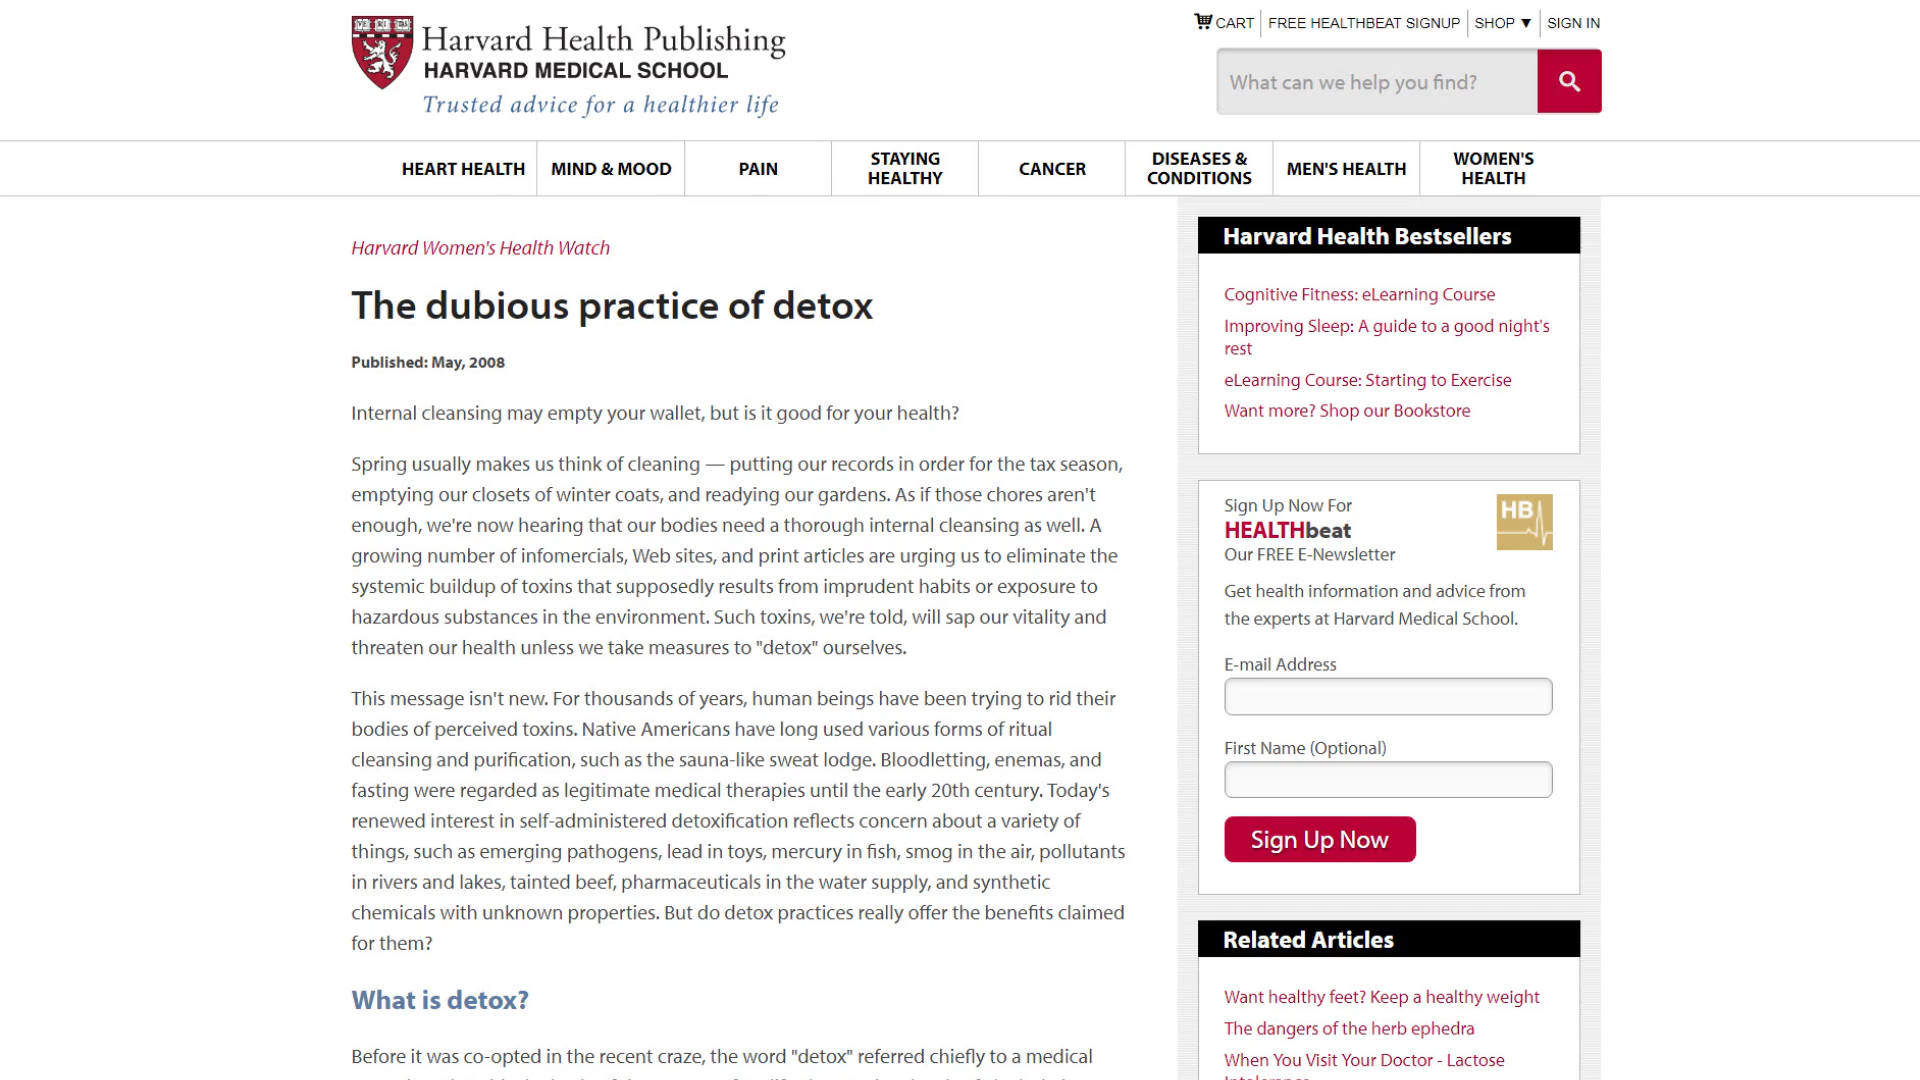 VE RI TAS
Harvard Health Publishing
HARVARD MEDICAL SCHOOL
Trusted advice for a healthier life
CART
FREE HEALTHBEAT SIGNUP
SHOP ▼
SIGN IN
What can we help you find?
HEART HEALTH
MIND & MOOD
PAIN
STAYING
HEALTHY
CANCER
DISEASES &
CONDITIONS
MEN'S HEALTH
WOMEN'S
HEALTH
Harvard Women's Health Watch
The dubious practice of detox
Published: May, 2008
Internal cleansing may empty your wallet, but is it good for your health?
Spring usually makes us think of cleaning — putting our records in order for the tax season,
emptying our closets of winter coats, and readying our gardens. As if those chores aren't
enough, we're now hearing that our bodies need a thorough internal cleansing as well. A
growing number of infomercials, Web sites, and print articles are urging us to eliminate the
systemic buildup of toxins that supposedly results from imprudent habits or exposure to
hazardous substances in the environment. Such toxins, we're told, will sap our vitality and
threaten our health unless we take measures to "detox" ourselves.
This message isn't new. For thousands of years, human beings have been trying to rid their
bodies of perceived toxins. Native Americans have long used various forms of ritual
cleansing and purification, such as the sauna-like sweat lodge. Bloodletting, enemas, and
fasting were regarded as legitimate medical therapies until the early 20th century. Today's
renewed interest in self-administered detoxification reflects concern about a variety of
things, such as emerging pathogens, lead in toys, mercury in fish, smog in the air, pollutants
in rivers and lakes, tainted beef, pharmaceuticals in the water supply, and synthetic
chemicals with unknown properties. But do detox practices really offer the benefits claimed
for them?
What is detox?
Before it was co-opted in the recent craze, the word "detox" referred chiefly to a medical
Harvard Health Bestsellers
Cognitive Fitness: eLearning Course
Improving Sleep: A guide to a good night's
rest
eLearning Course: Starting to Exercise
Want more? Shop our Bookstore
Sign Up Now For
HEALTHbeat
Our FREE E-Newsletter
HB
Get health information and advice from
the experts at Harvard Medical School.
E-mail Address
First Name (Optional)
Sign Up Now
Related Articles
Want healthy feet? Keep a healthy weight
The dangers of the herb ephedra
When You Visit Your Doctor - Lactose